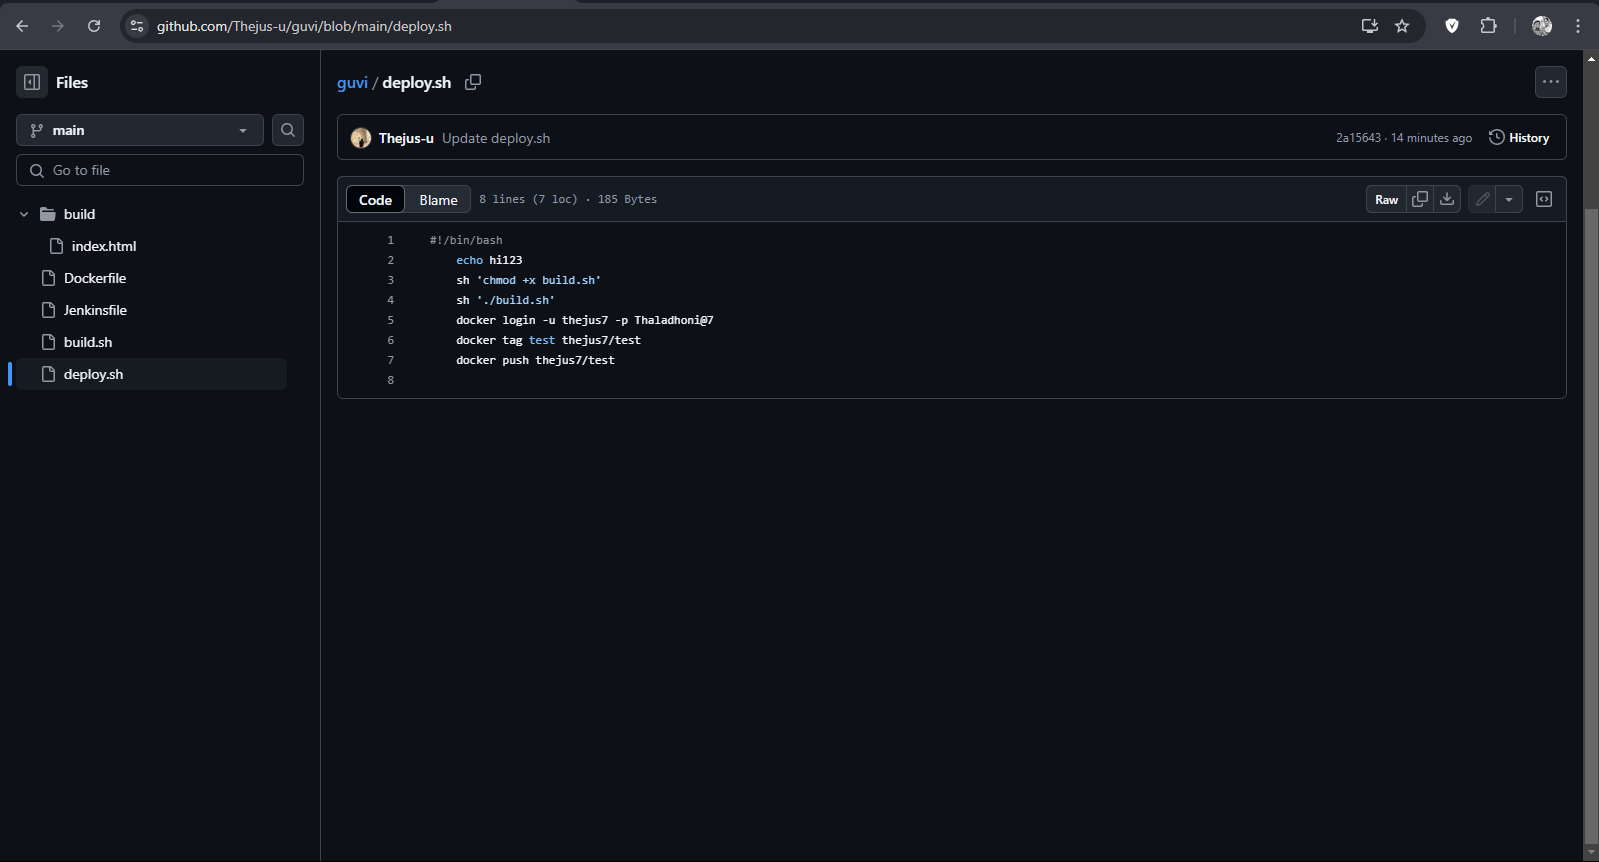 github.com/Thejus-u/guvi/blob/main/deploy.sh
Files
main
Go to file
build
index.html
Dockerfile
Jenkinsfile
build.sh
deploy.sh
guvi / deploy.sh
Thejus-u Update deploy.sh
2a15643 · 14 minutes ago
History
Code Blame 8 lines (7 loc) · 185 Bytes
Raw
1 #!/bin/bash
2 echo hi123
3 sh 'chmod +x build.sh'
4 sh './build.sh'
5 docker login -u thejus7 -p Thaladhoni@7
6 docker tag test thejus7/test
7 docker push thejus7/test
8